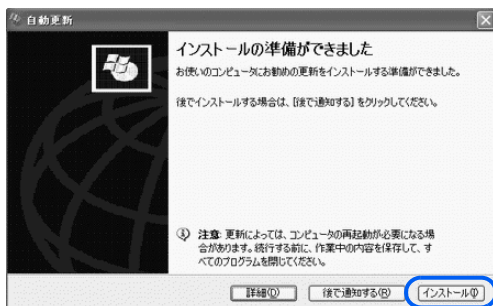 自動更新
インストールの準備ができました
お使いのコンピュータにお勧めの更新をインストールする準備ができました。
後でインストールする場合は、[後で通知する] をクリックしてください。
注意: 更新によっては、コンピュータの再起動が必要になる場
合があります。続行する前に、作業中の内容を保存して、す
べてのプログラムを閉じてください。
詳細(D) 後で通知する(R) インストール(I)